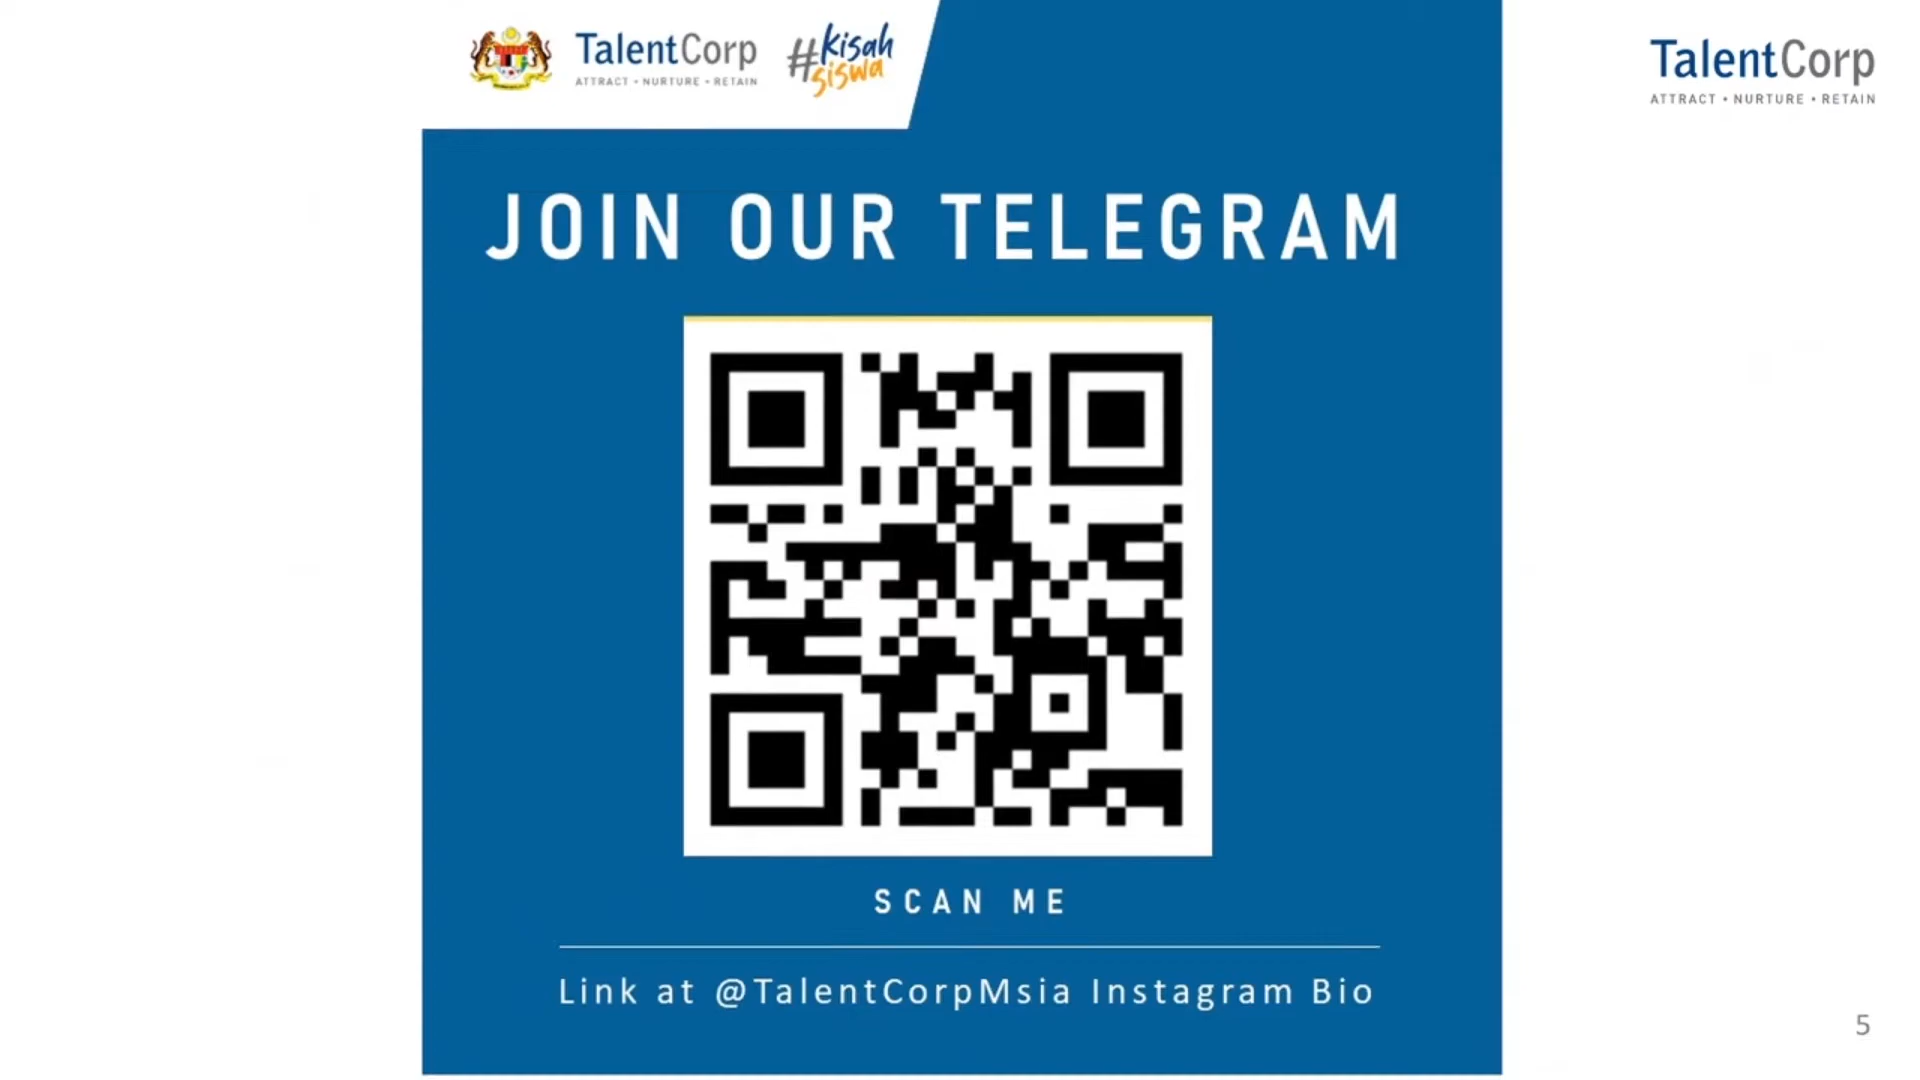 TalentCorp
ATTRACT • NURTURE • RETAIN
#kisah
siswa
TalentCorp
ATTRACT • NURTURE • RETAIN
JOIN OUR TELEGRAM
SCAN ME
Link at @TalentCorpMsia Instagram Bio
5